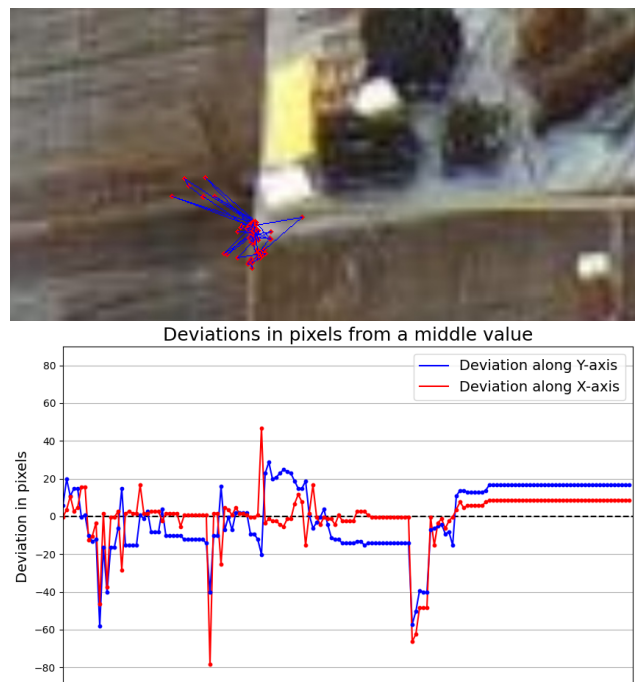 Deviations in pixels from a middle value
Deviation along Y-axis
Deviation along X-axis
Deviation in pixels
80
60
40
20
0
−20
−40
−60
−80